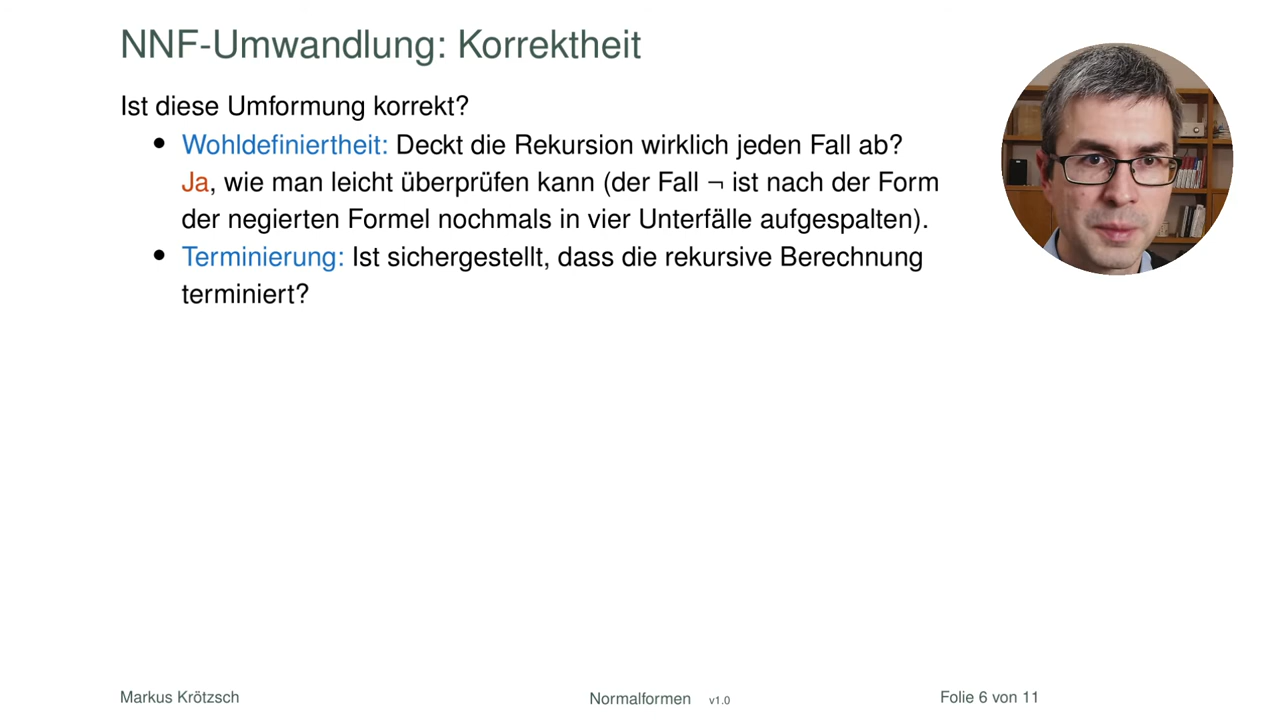 NNF-Umwandlung: Korrektheit
Ist diese Umformung korrekt?
• Wohldefiniertheit: Deckt die Rekursion wirklich jeden Fall ab?
Ja, wie man leicht überprüfen kann (der Fall ¬ ist nach der Form
der negierten Formel nochmals in vier Unterfälle aufgespalten).
• Terminierung: Ist sichergestellt, dass die rekursive Berechnung
terminiert?
Markus Krötzsch Normalformen v1.0 Folie 6 von 11